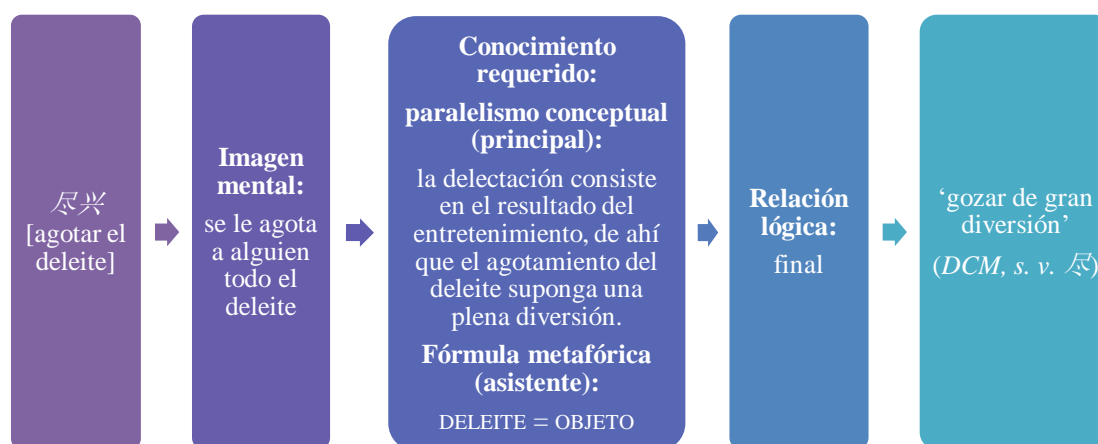 尽兴
[agotar el
deleite]
Imagen
mental:
se le agota
a alguien
todo el
deleite
Conocimiento
requerido:
paralelismo conceptual
(principal):
la delectación consiste
en el resultado del
entretenimiento, de ahí
que el agotamiento del
deleite suponga una
plena diversión.
Fórmula metafórica
(asistente):
DELEITE = OBJETO
Relación
lógica:
final
‘gozar de gran
diversión’
(DCM, s. v. 尽)